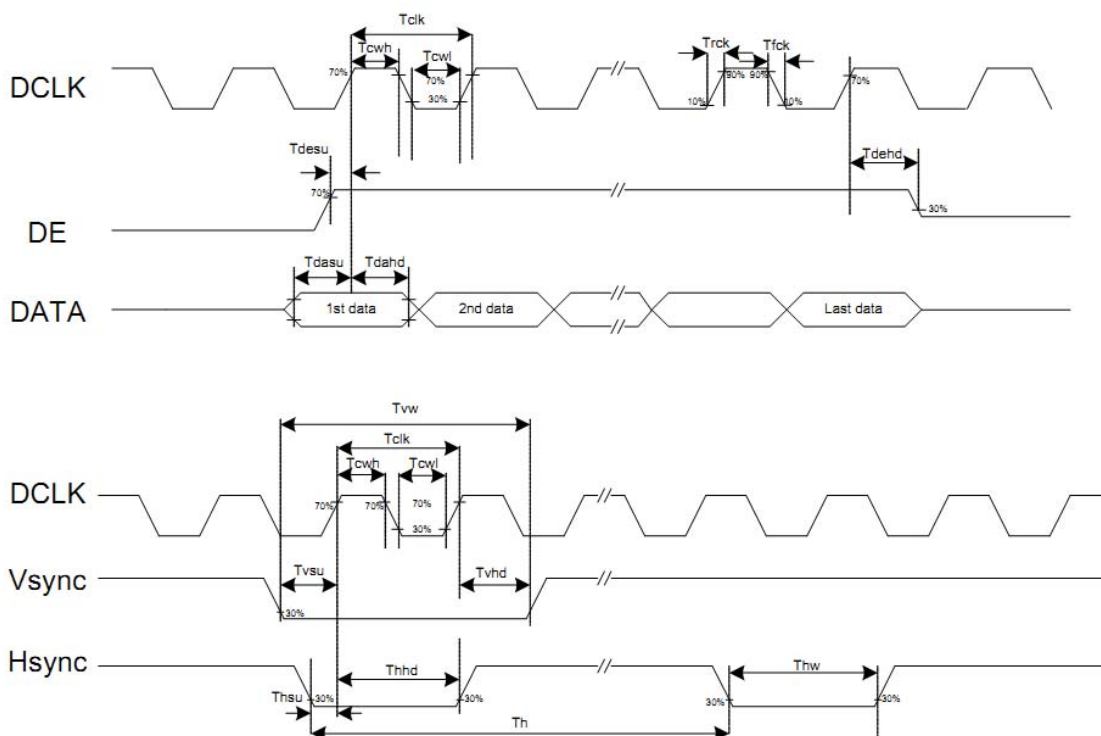 Tclk
Tcwh Tcwl Trck Tfck
DCLK 70% 70% 30% 10% 90% 90% 10% 70%
Tdesu Tdehd
DE 70% 30%
Tdasu Tdahd
DATA 1st data 2nd data Last data
Tvw
Tclk
Tcwh Tcwl
DCLK 70% 70% 70% 30%
Vsync Tvsu Tvhd
30%
Hsync Thhd Thw
Thsu 30% 30% 30% 30%
Th